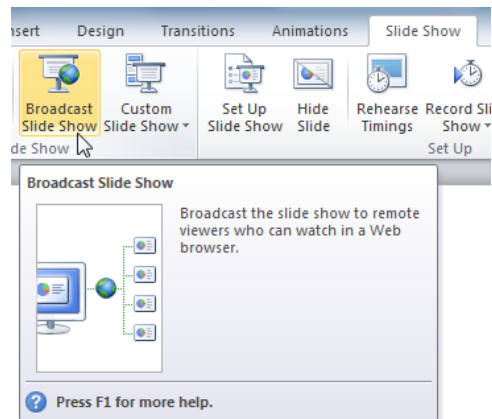 Design Transitions Animations Slide Show
Broadcast Slide Show
Custom Slide Show
Set Up Slide Show
Hide Slide
Rehearse Timings
Record Sli
Show
de Show
Set Up
Broadcast Slide Show
Broadcast the slide show to remote
viewers who can watch in a Web
browser.
Press F1 for more help.